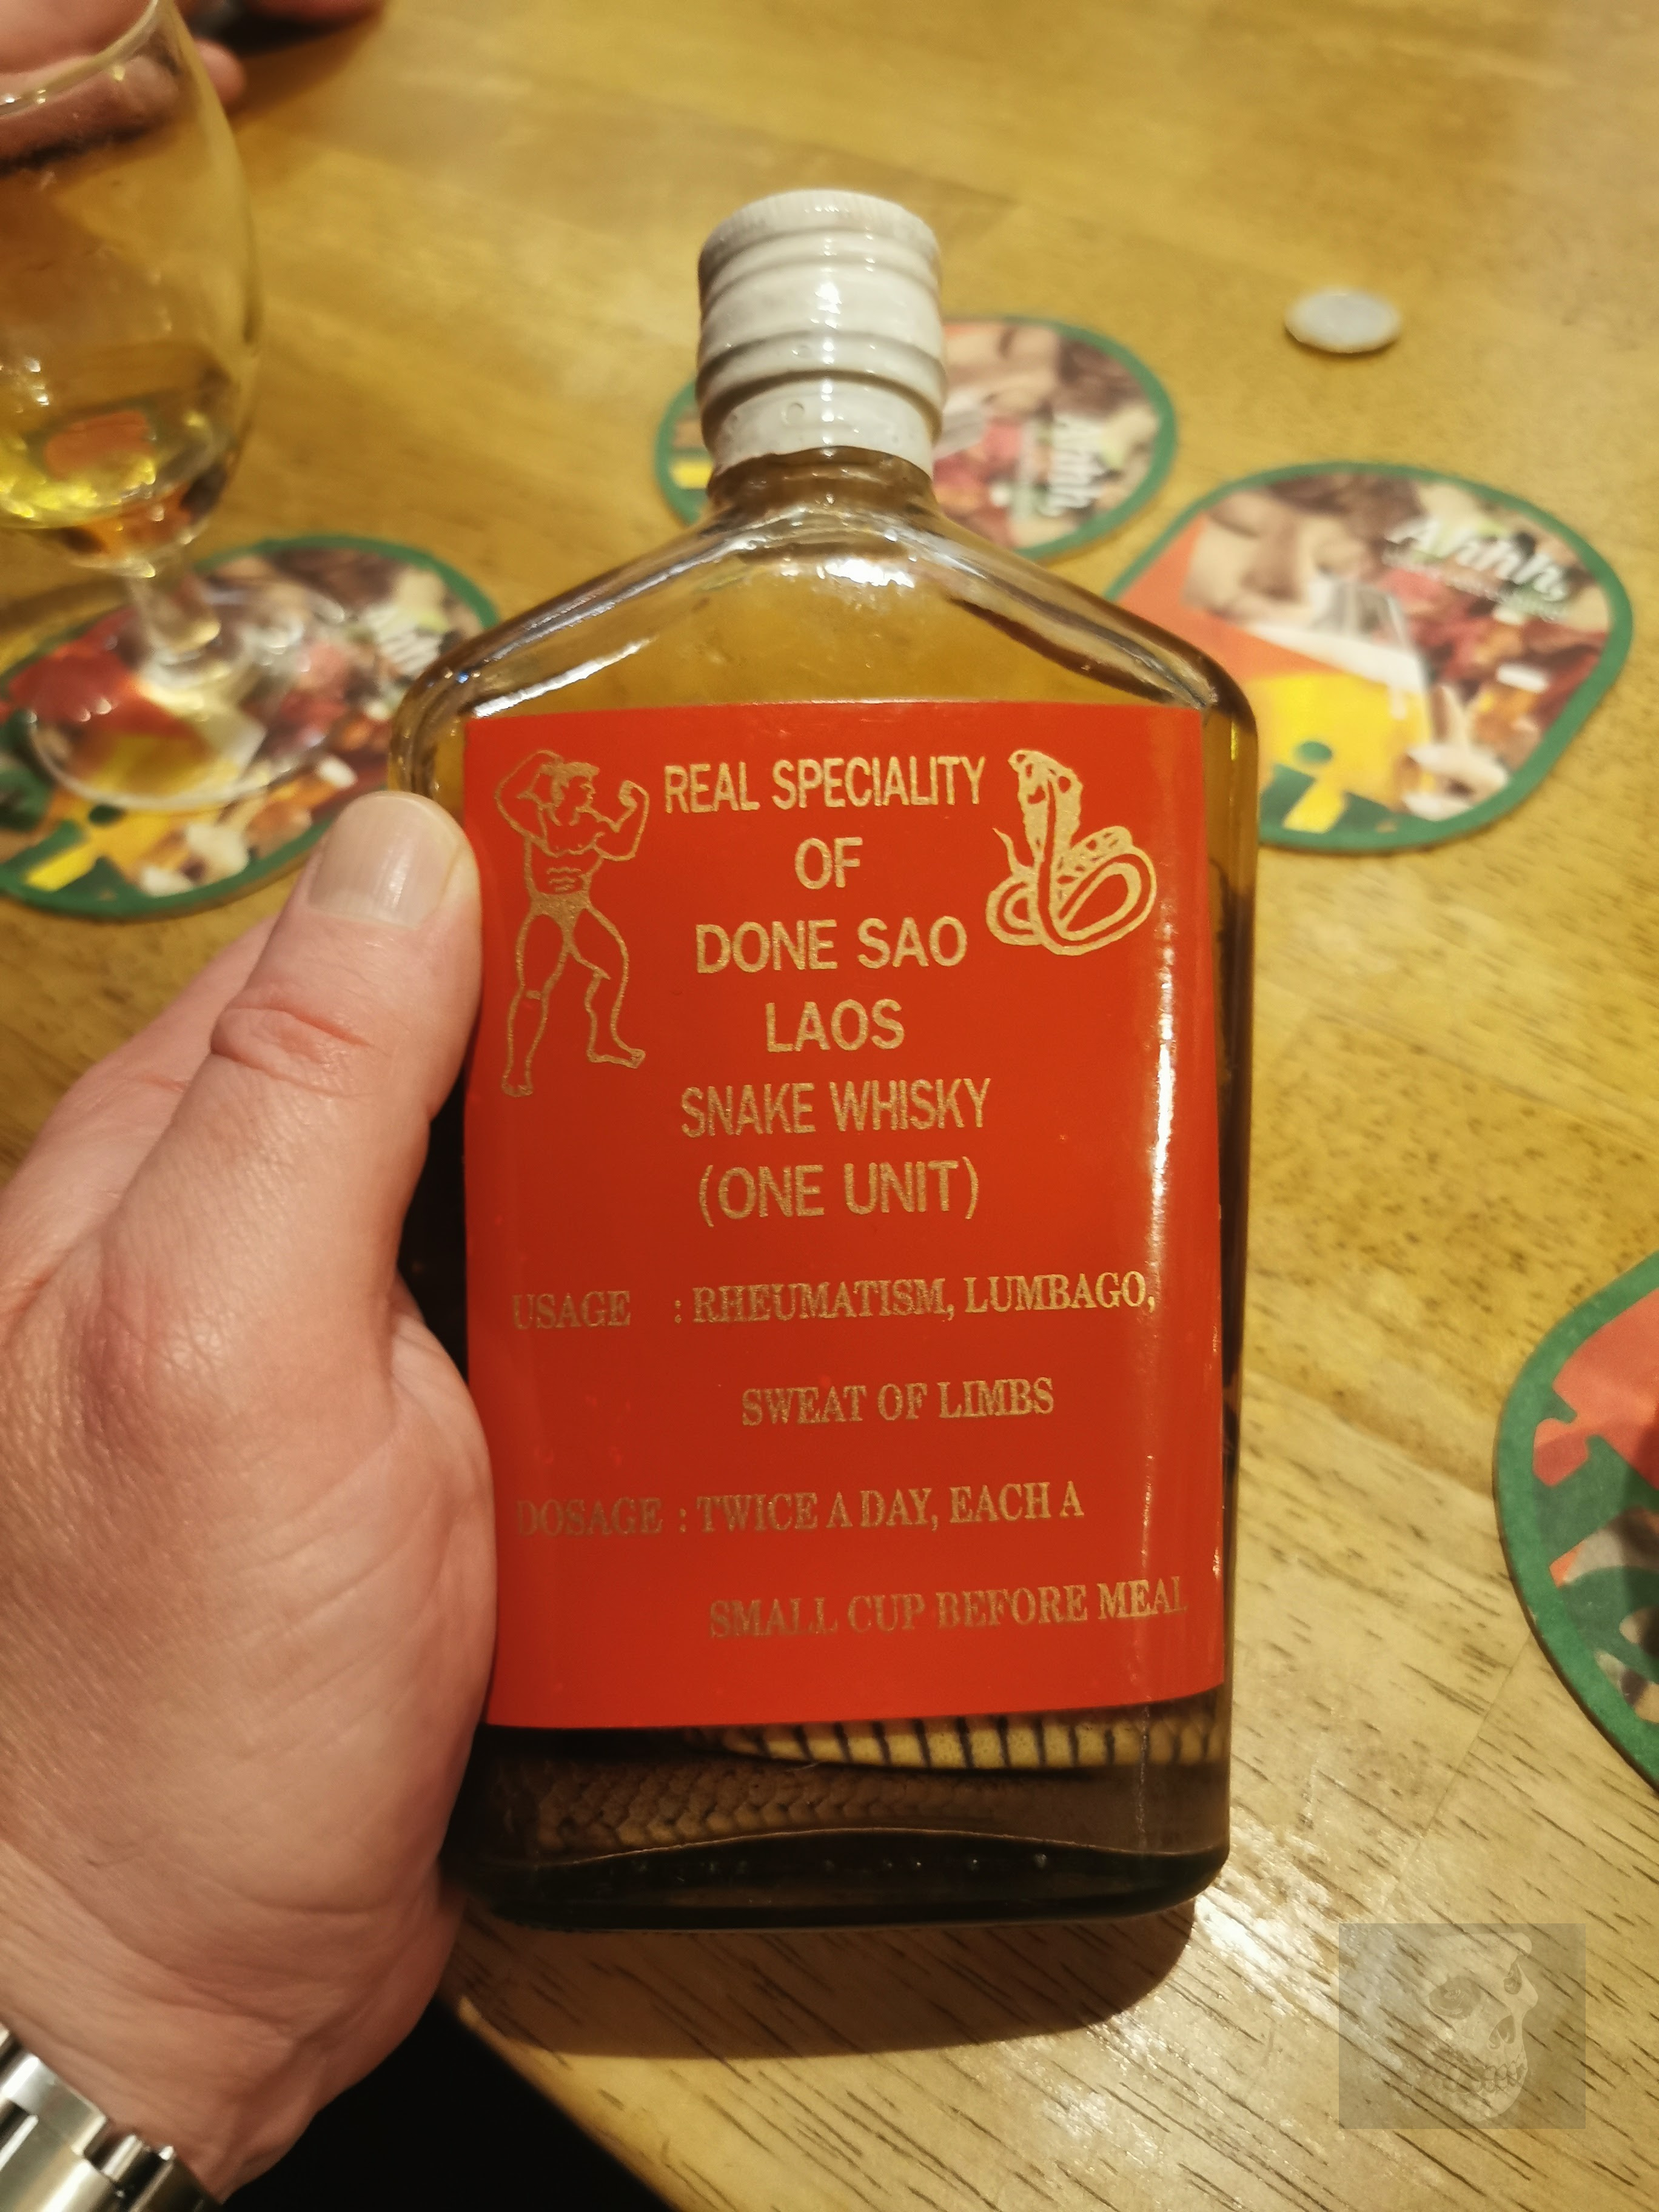 REAL SPECIALITY
OF
DONE SAO
LAOS
SNAKE WHISKY
(ONE UNIT)
USAGE : RHEUMATISM, LUMBAGO,
SWEAT OF LIMBS
DOSAGE : TWICE A DAY, EACH A
SMALL CUP BEFORE MEAL
Ahhh,